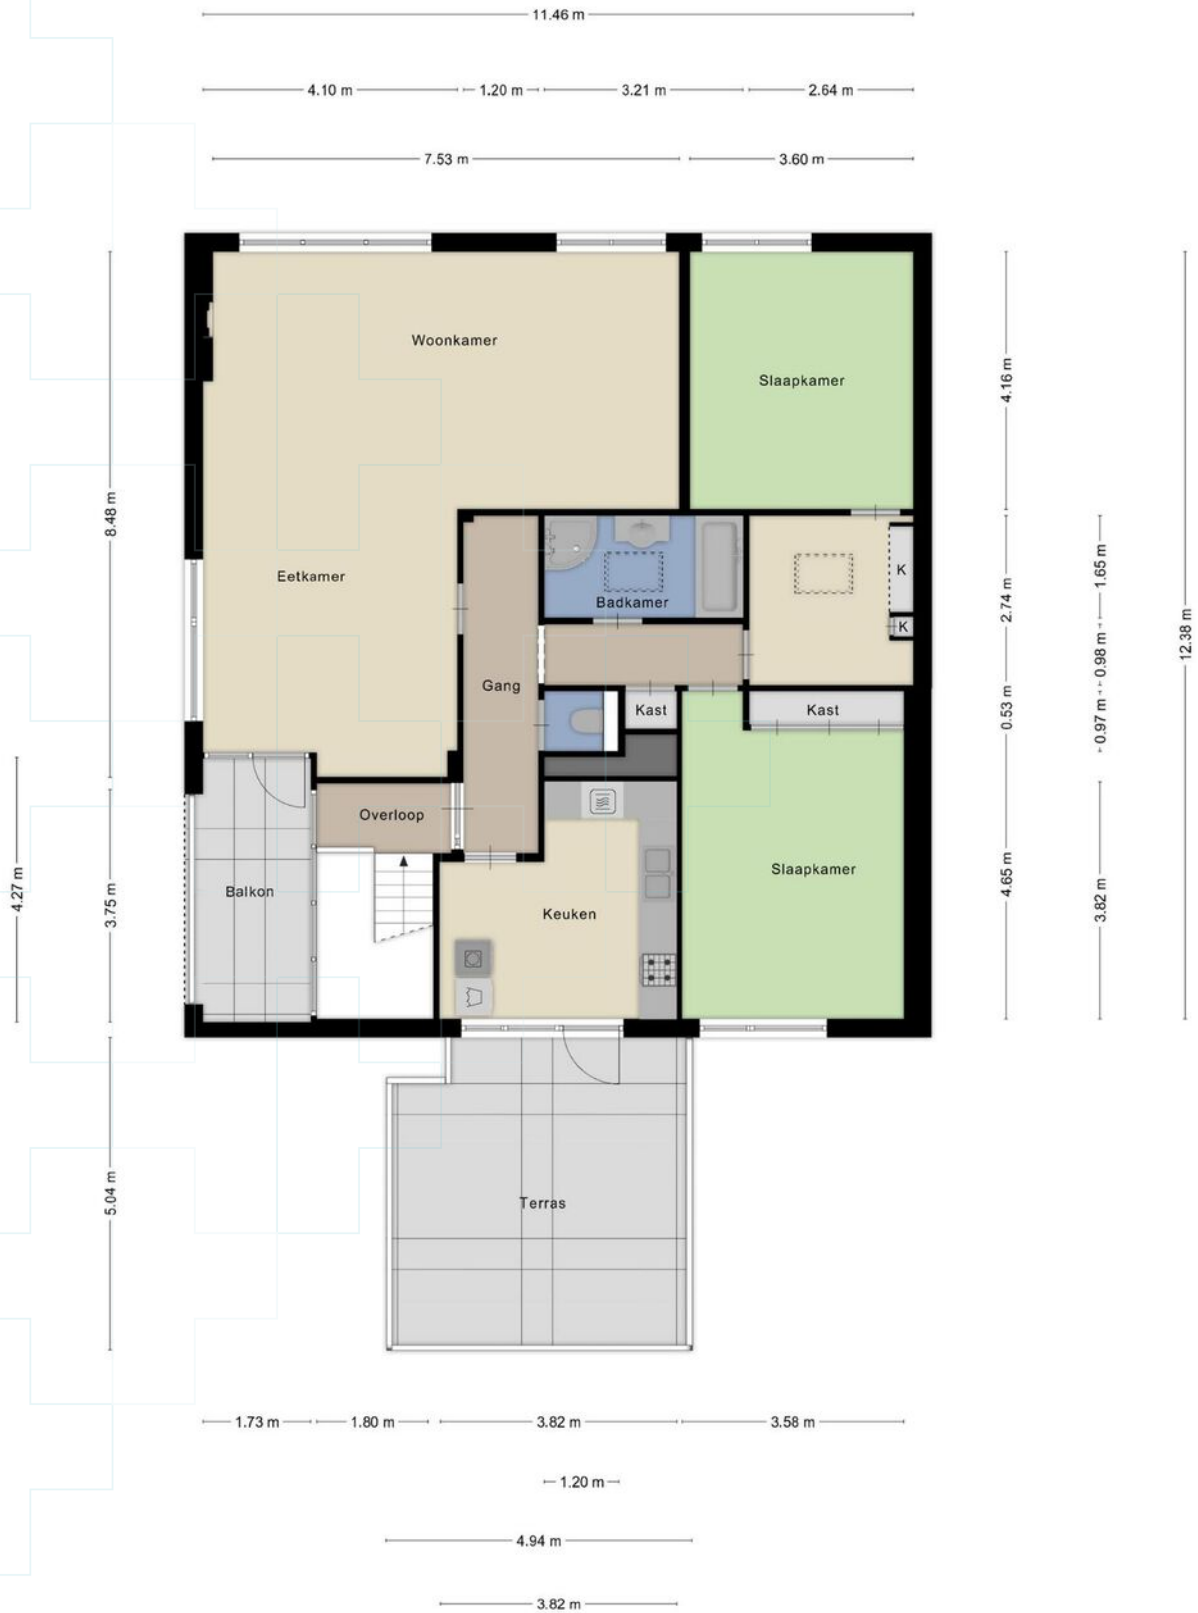 11.46 m
4.10 m
1.20 m
3.21 m
2.64 m
7.53 m
3.60 m
Woonkamer
Slaapkamer
4.16 m
8.48 m
Eetkamer
K
1.65 m
Badkamer
2.74 m
K
12.38 m
0.98 m
Gang
Kast
Kast
0.53 m
0.97 m
Overloop
Slaapkamer
4.65 m
Balkon
4.27 m
3.75 m
Keuken
3.82 m
5.04 m
Terras
1.73 m
1.80 m
3.82 m
3.58 m
1.20 m
4.94 m
3.82 m